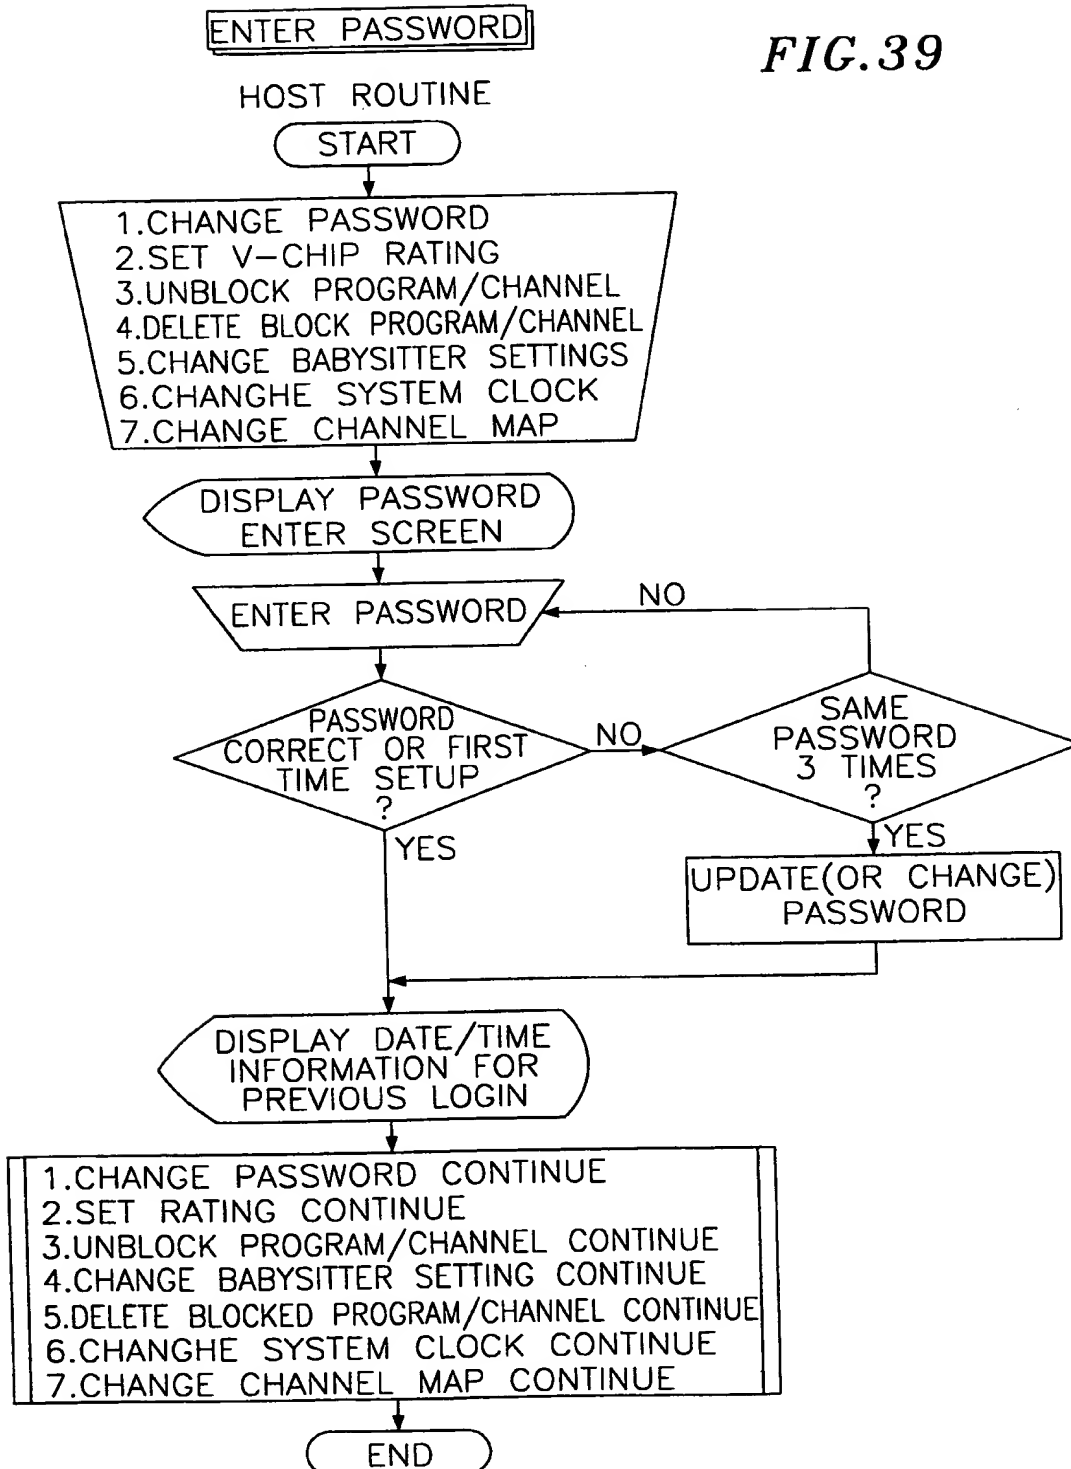 ENTER PASSWORD
FIG.39
HOST ROUTINE
START
1.CHANGE PASSWORD
2.SET V-CHIP RATING
3.UNBLOCK PROGRAM/CHANNEL
4.DELETE BLOCK PROGRAM/CHANNEL
5.CHANGE BABYSITTER SETTINGS
6.CHANGHE SYSTEM CLOCK
7.CHANGE CHANNEL MAP
DISPLAY PASSWORD
ENTER SCREEN
ENTER PASSWORD
NO
PASSWORD
CORRECT OR FIRST
TIME SETUP
?
NO
SAME
PASSWORD
3 TIMES
?
YES
YES
UPDATE(OR CHANGE)
PASSWORD
DISPLAY DATE/TIME
INFORMATION FOR
PREVIOUS LOGIN
1.CHANGE PASSWORD CONTINUE
2.SET RATING CONTINUE
3.UNBLOCK PROGRAM/CHANNEL CONTINUE
4.CHANGE BABYSITTER SETTING CONTINUE
5.DELETE BLOCKED PROGRAM/CHANNEL CONTINUE
6.CHANGHE SYSTEM CLOCK CONTINUE
7.CHANGE CHANNEL MAP CONTINUE
END